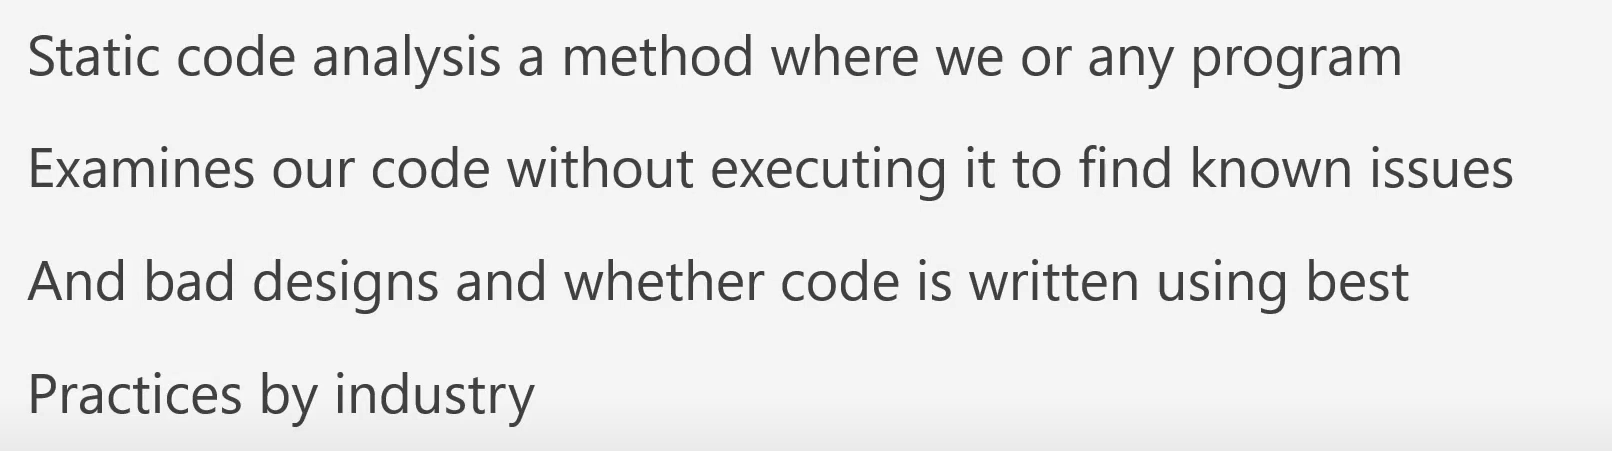 Static code analysis a method where we or any program
Examines our code without executing it to find known issues
And bad designs and whether code is written using best
Practices by industry